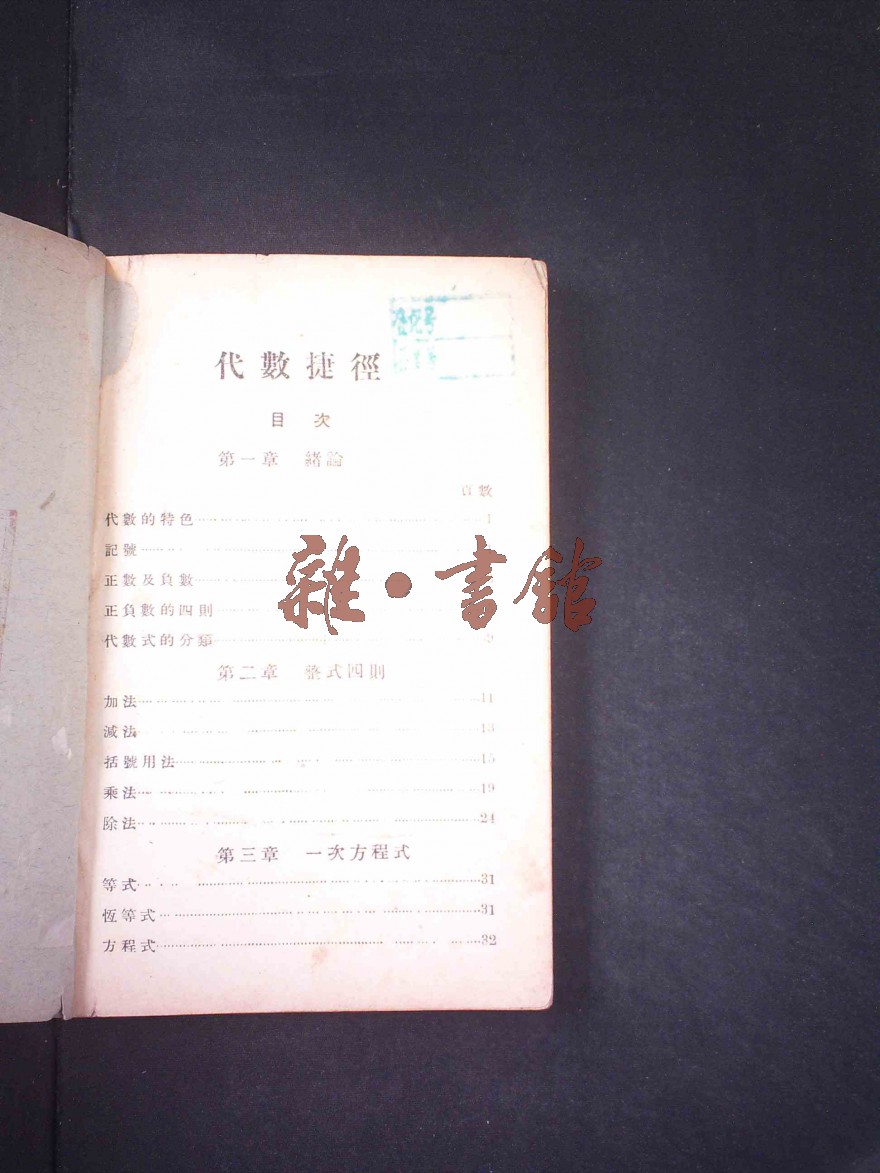 登記号
代數捷徑
目次
第一章 緒論
頁數
代數的特色 1
記號
正數及負數
正負數的四則
代數式的分類 9
雜·書館
第二章 整式四則
加法 11
減法 13
括號用法 15
乘法 19
除法 24
第三章 一次方程式
等式 31
恆等式 31
方程式 32